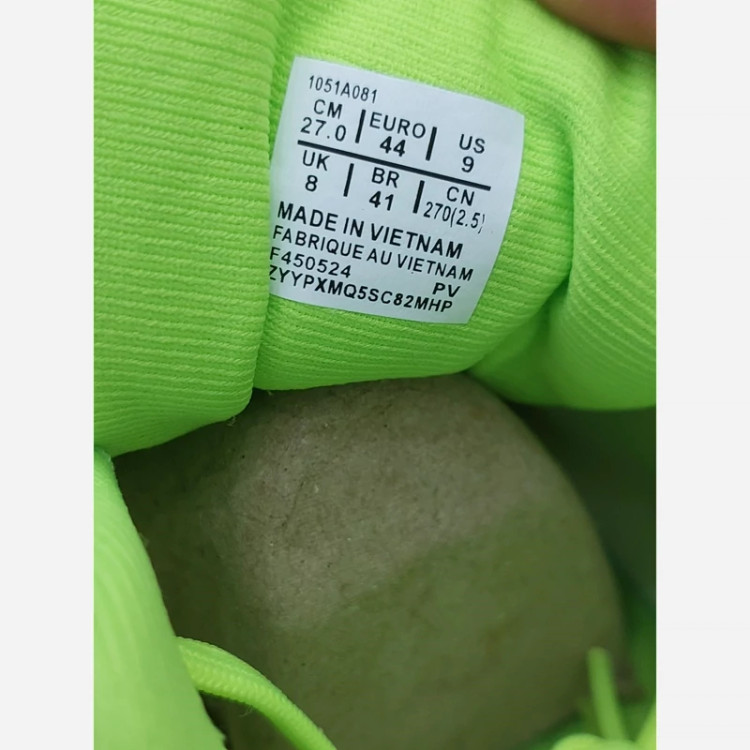 1051A081
CM | EURO | US
27.0 44 9
UK | BR | CN
8 41 270(2.5)
MADE IN VIETNAM
FABRIQUE AU VIETNAM
F450524 PV
ZYYPXMQ5SC82MHP